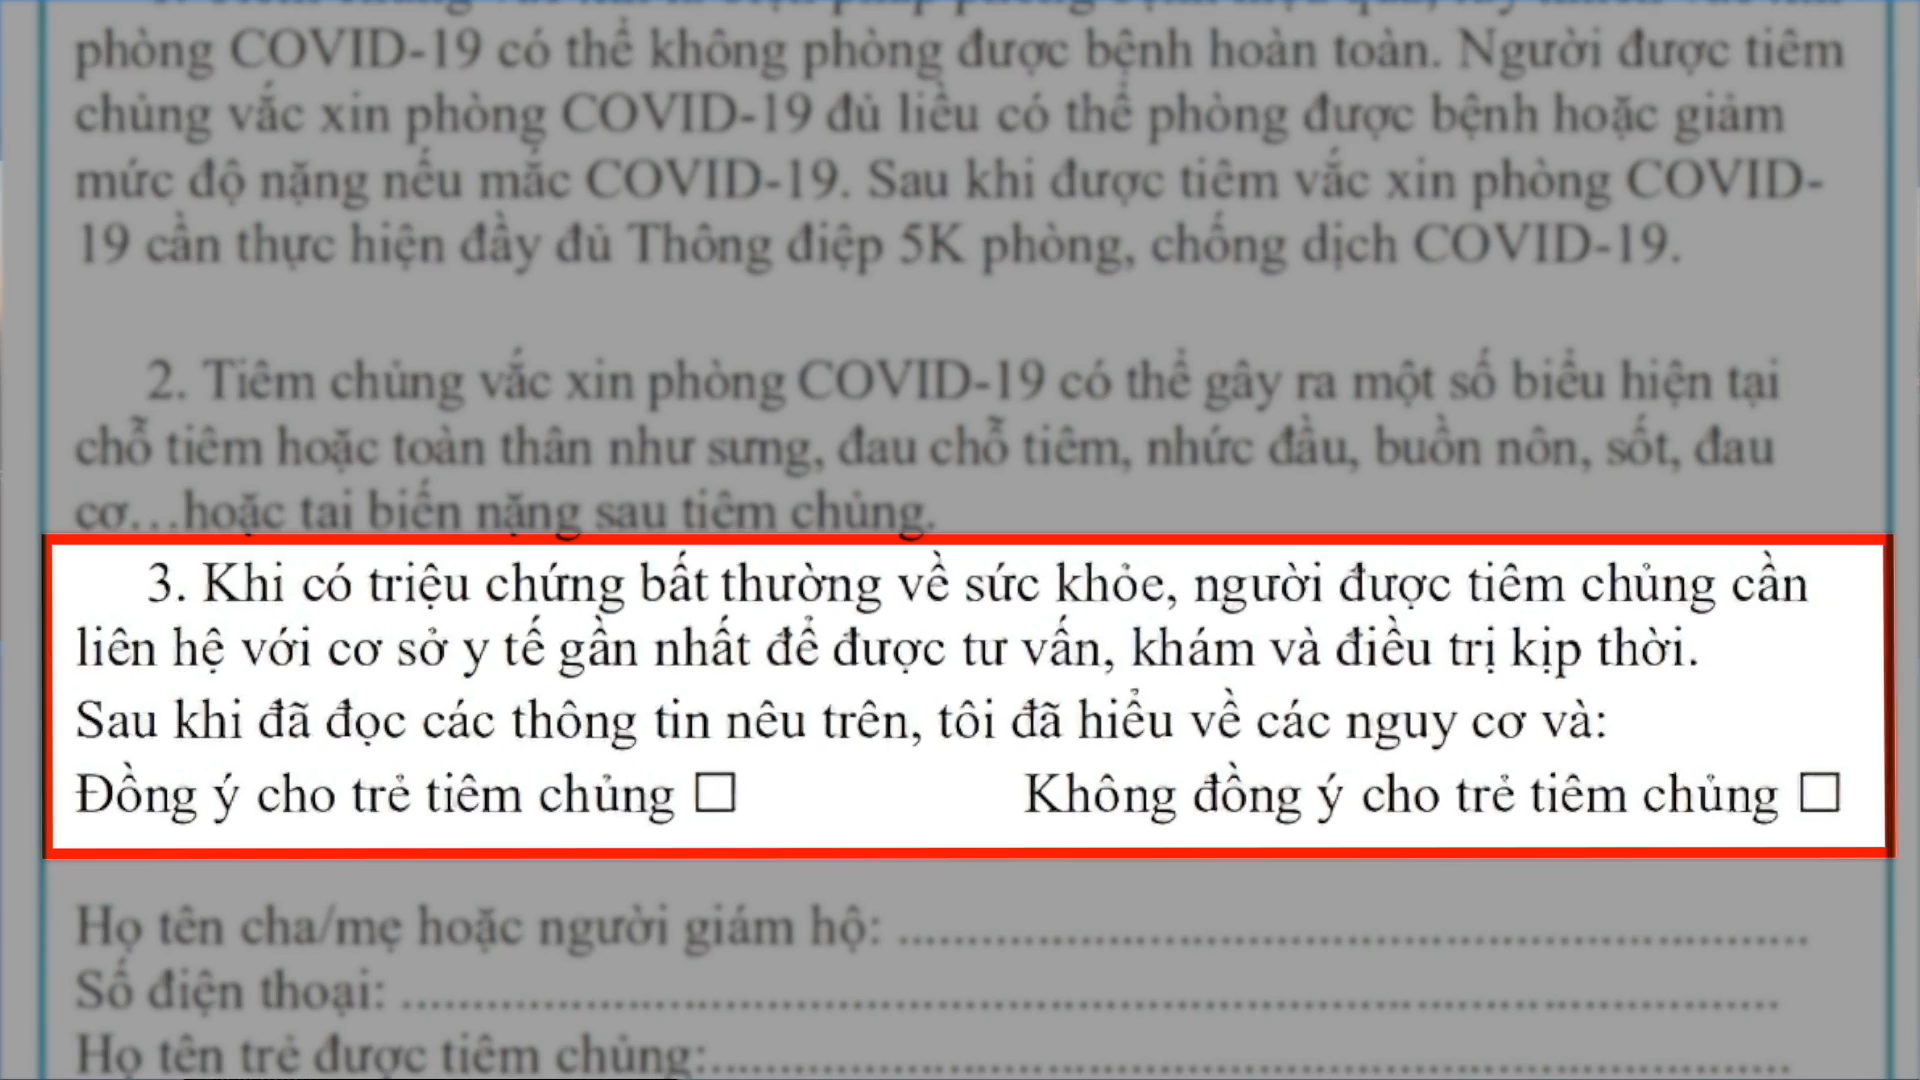 phòng COVID-19 có thể không phòng được bệnh hoàn toàn. Người được tiêm
chủng vắc xin phòng COVID-19 đủ liều có thể phòng được bệnh hoặc giảm
mức độ nặng nếu mắc COVID-19. Sau khi được tiêm vắc xin phòng COVID-
19 cần thực hiện đầy đủ Thông điệp 5K phòng, chống dịch COVID-19.
2. Tiêm chủng vắc xin phòng COVID-19 có thể gây ra một số biểu hiện tại
chỗ tiêm hoặc toàn thân như sưng, đau chỗ tiêm, nhức đầu, buồn nôn, sốt, đau
cơ…hoặc tai biến nặng sau tiêm chủng.
3. Khi có triệu chứng bất thường về sức khỏe, người được tiêm chủng cần
liên hệ với cơ sở y tế gần nhất để được tư vấn, khám và điều trị kịp thời.
Sau khi đã đọc các thông tin nêu trên, tôi đã hiểu về các nguy cơ và:
Đồng ý cho trẻ tiêm chủng ☐ Không đồng ý cho trẻ tiêm chủng ☐
Họ tên cha/mẹ hoặc người giám hộ: ................................................
Số điện thoại: ................................................
Họ tên trẻ được tiêm chủng:................................................